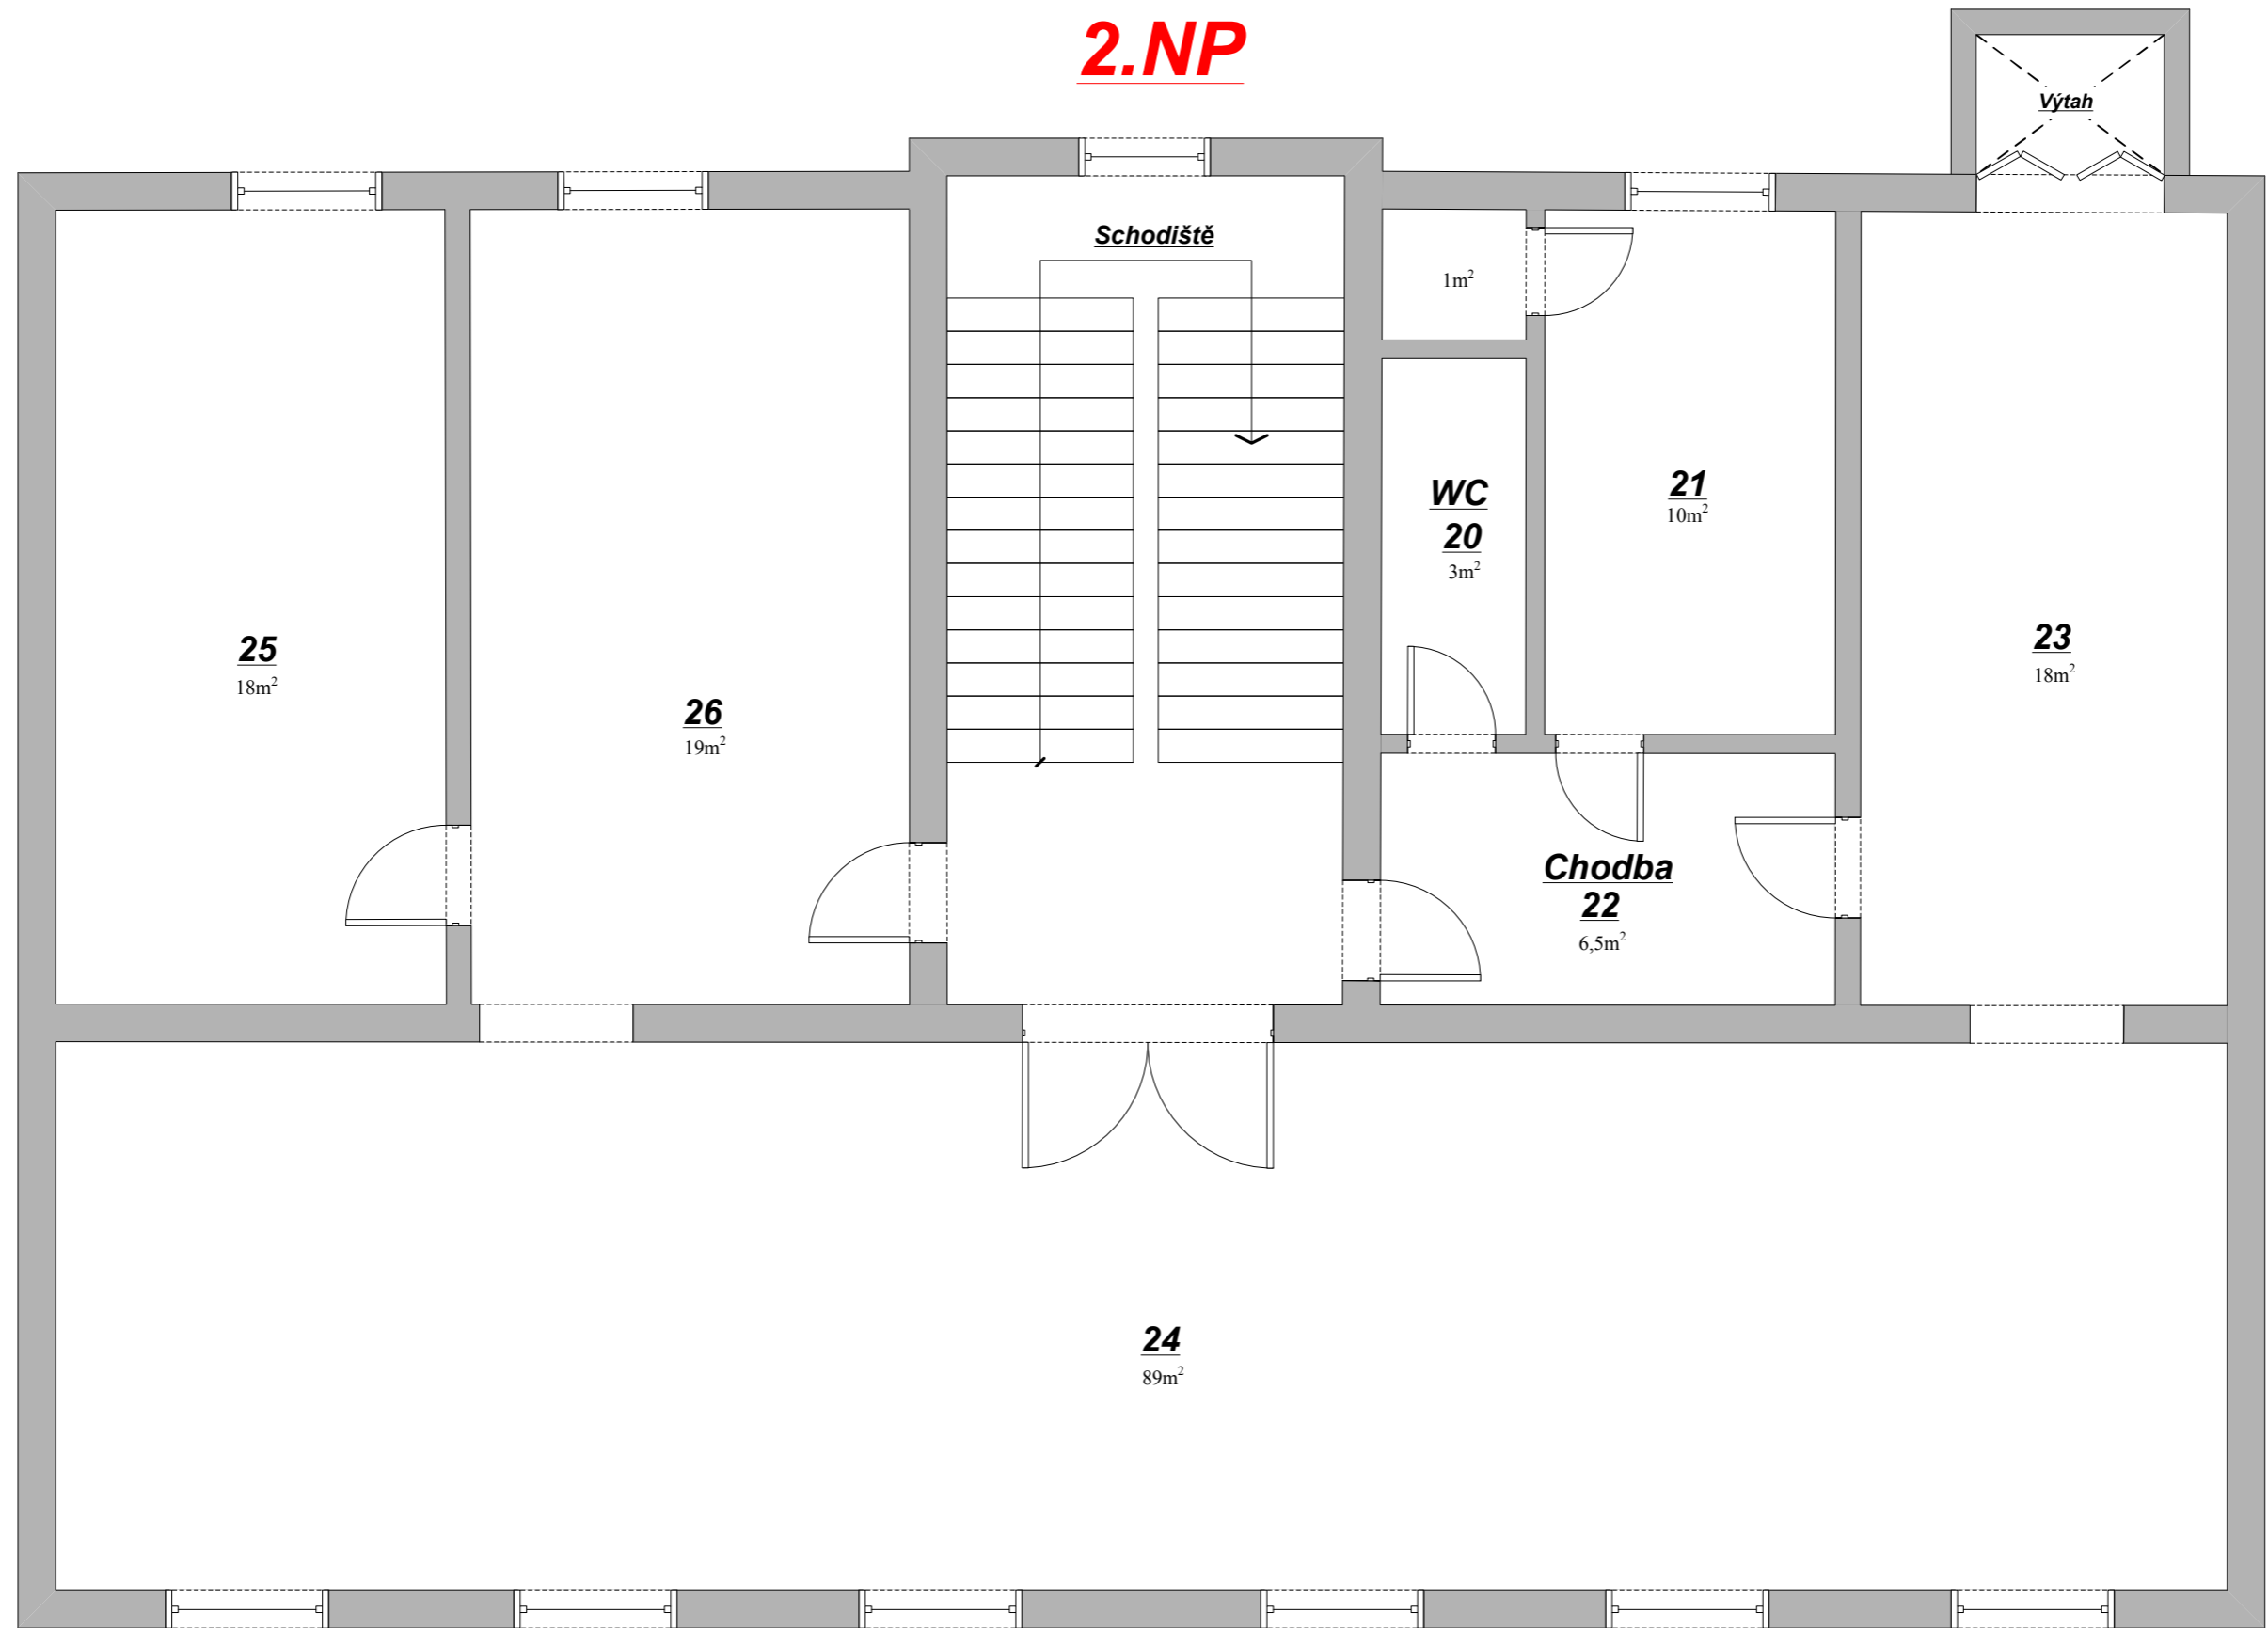 2.NP
Výtah
Schodiště
1m²
WC
20
3m²
21
10m²
25
18m²
26
19m²
23
18m²
Chodba
22
6,5m²
24
89m²